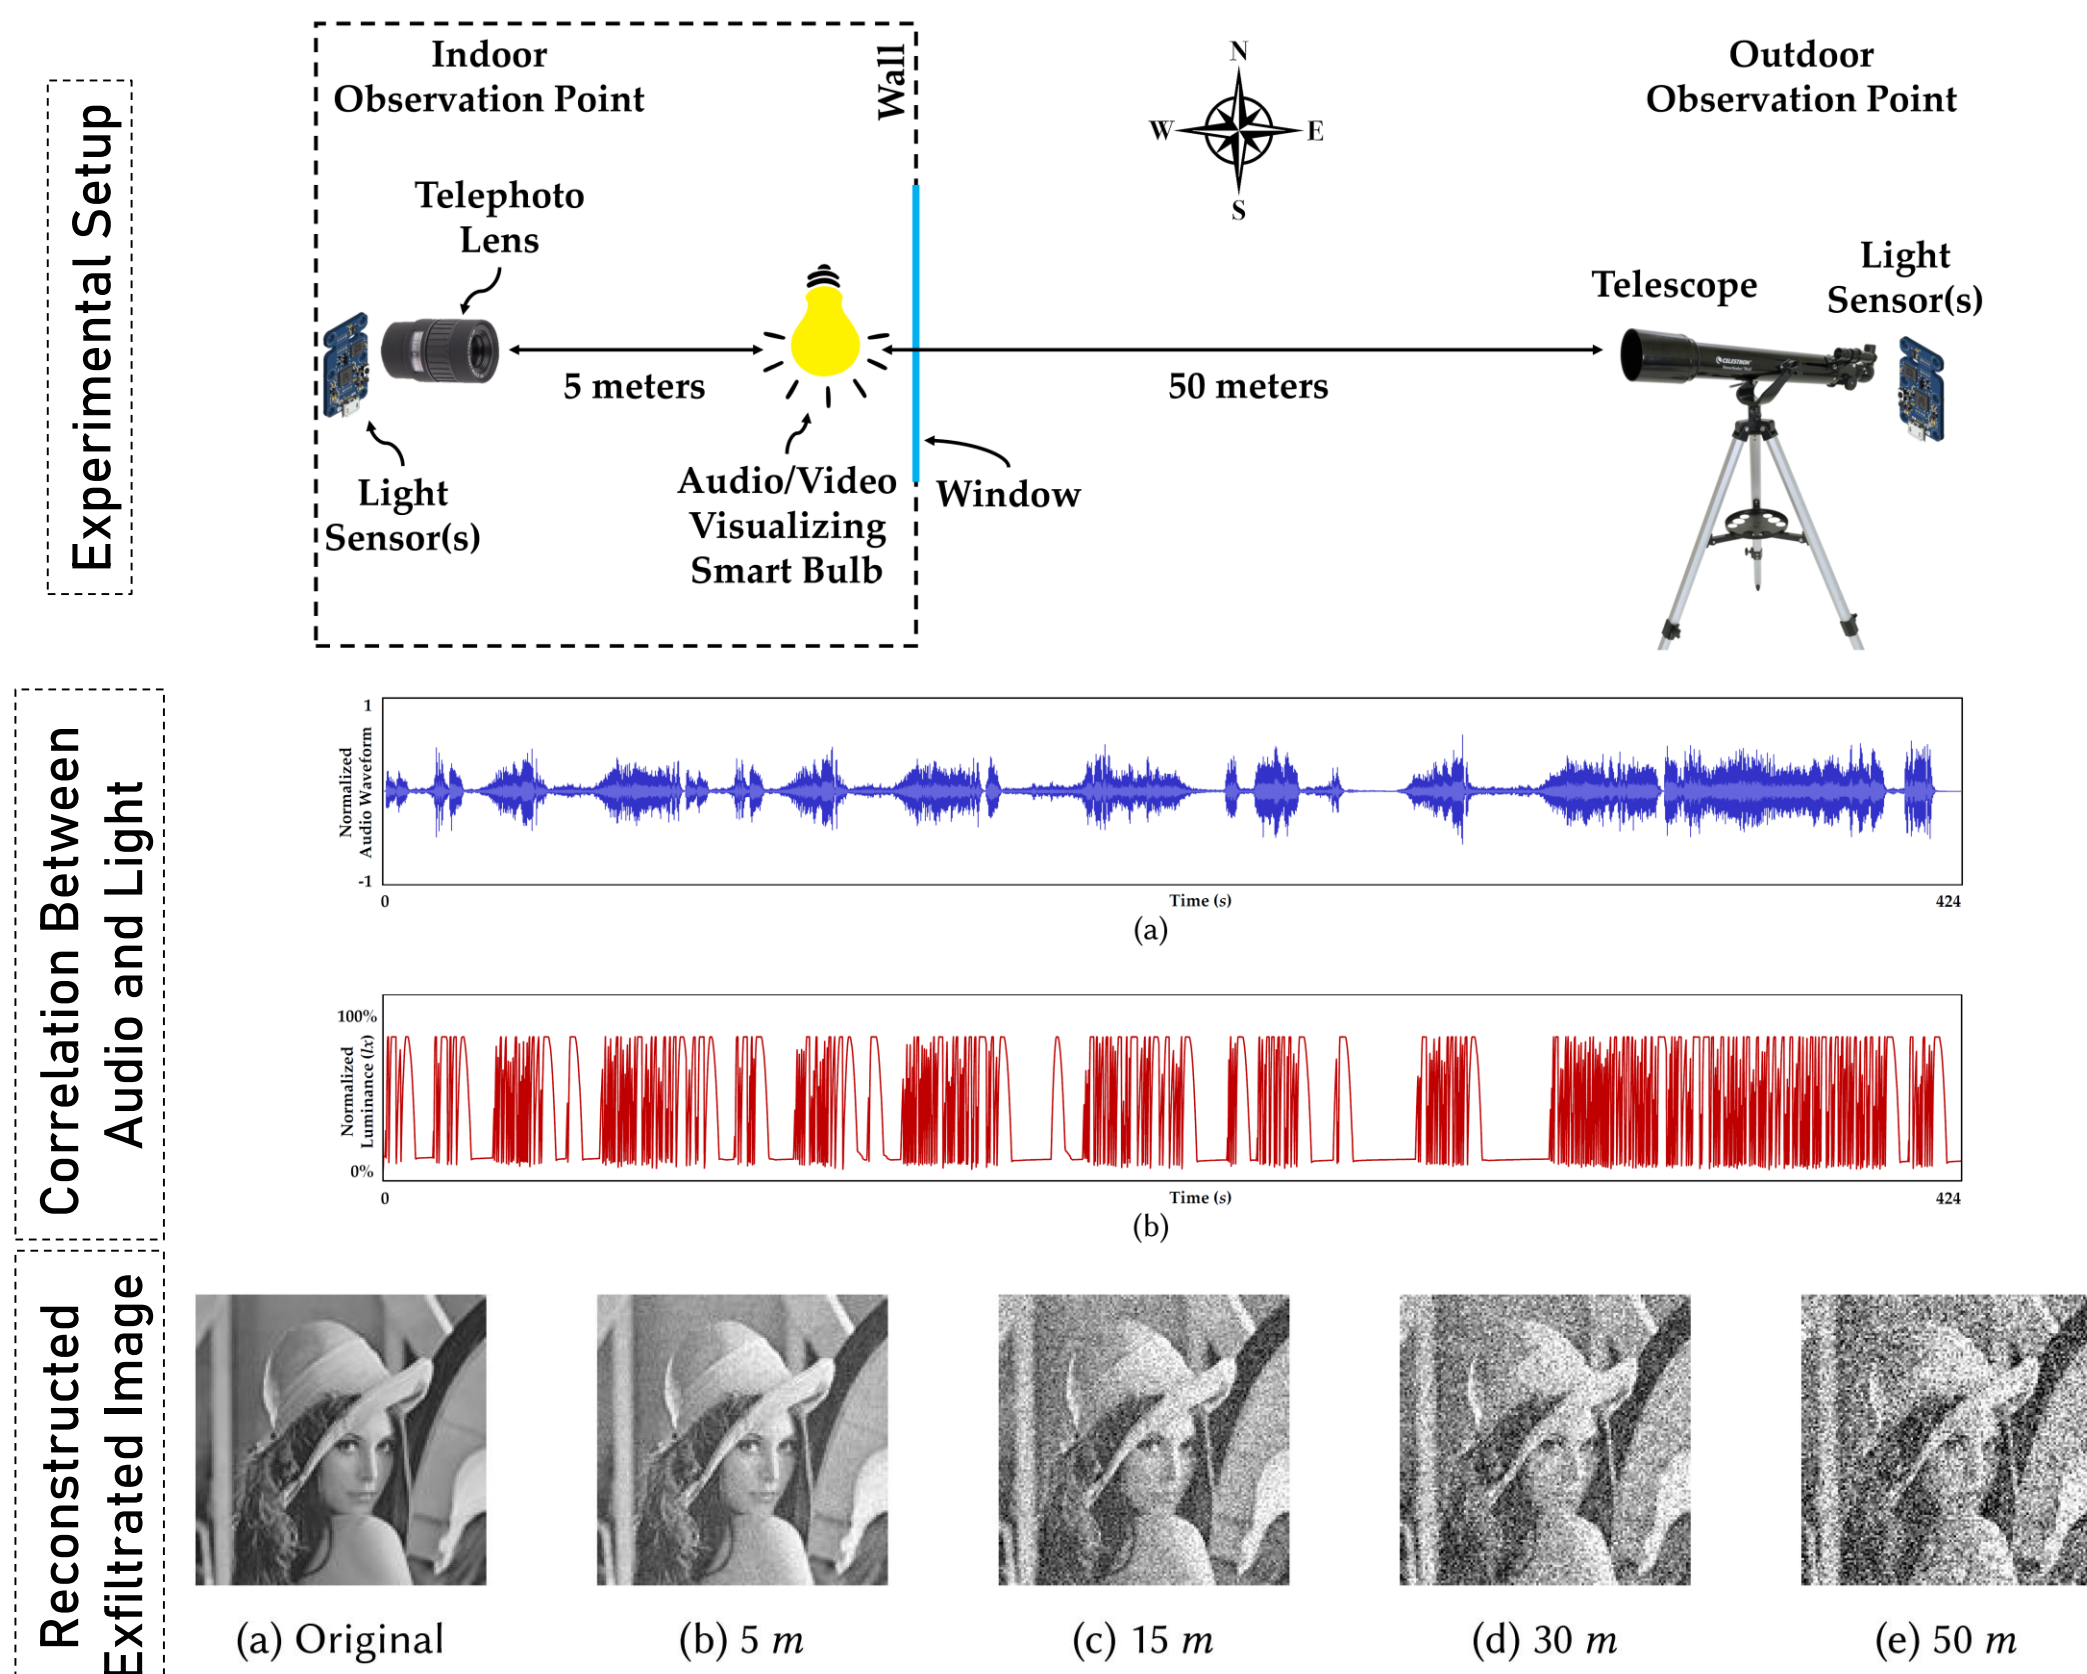 Experimental Setup
Indoor
Observation Point
Wall
N
W
E
S
Outdoor
Observation Point
Telephoto
Lens
Light
Sensor(s)
5 meters
Audio/Video
Visualizing
Smart Bulb
Window
50 meters
Telescope
CELESTRON
Light
Sensor(s)
Correlation Between
Audio and Light
Normalized
Audio Waveform
1
-1
0
Time (s)
424
(a)
Normalized
Luminance (lx)
100%
0%
0
Time (s)
424
(b)
Reconstructed
Exfiltrated Image
(a) Original
(b) 5 m
(c) 15 m
(d) 30 m
(e) 50 m